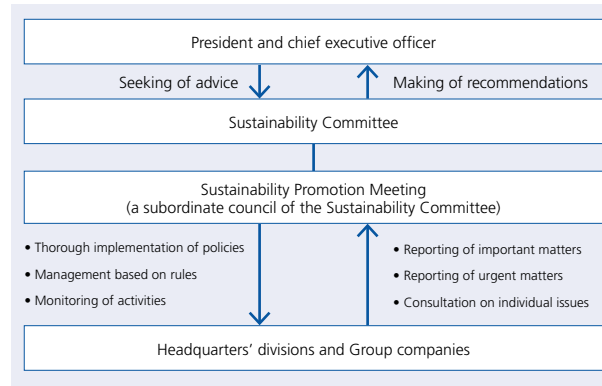 President and chief executive officer
Seeking of advice
Making of recommendations
Sustainability Committee
Sustainability Promotion Meeting
(a subordinate council of the Sustainability Committee)
• Thorough implementation of policies
• Management based on rules
• Monitoring of activities
• Reporting of important matters
• Reporting of urgent matters
• Consultation on individual issues
Headquarters’ divisions and Group companies